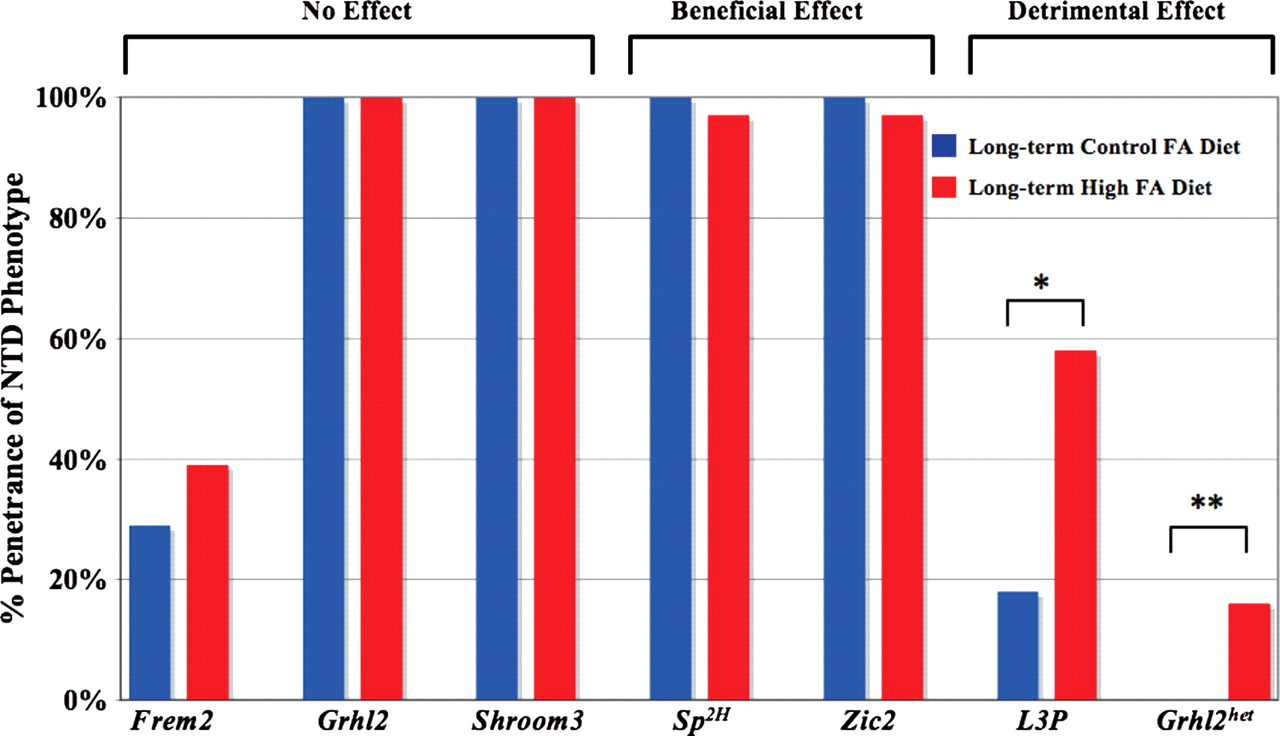 No Effect
Beneficial Effect
Detrimental Effect
% Penetrance of NTD Phenotype
100%
80%
60%
40%
20%
0%
Long-term Control FA Diet
Long-term High FA Diet
*
**
Frem2
Grhl2
Shroom3
Sp2H
Zic2
L3P
Grhl2het